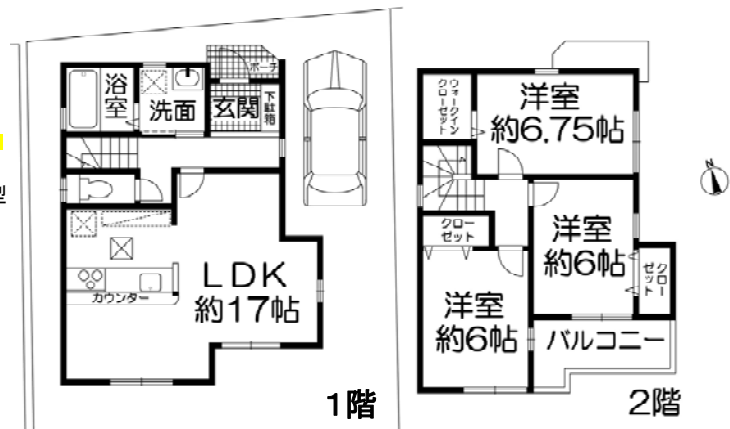 浴室
洗面
ポーチ
玄関
下駄箱
LDK
約17帖
カウンター
1階
ウォークイン
クローゼット
洋室
約6.75帖
クロー
ゼット
洋室
約6帖
クロー
ゼット
洋室
約6帖
バルコニー
2階
N
型